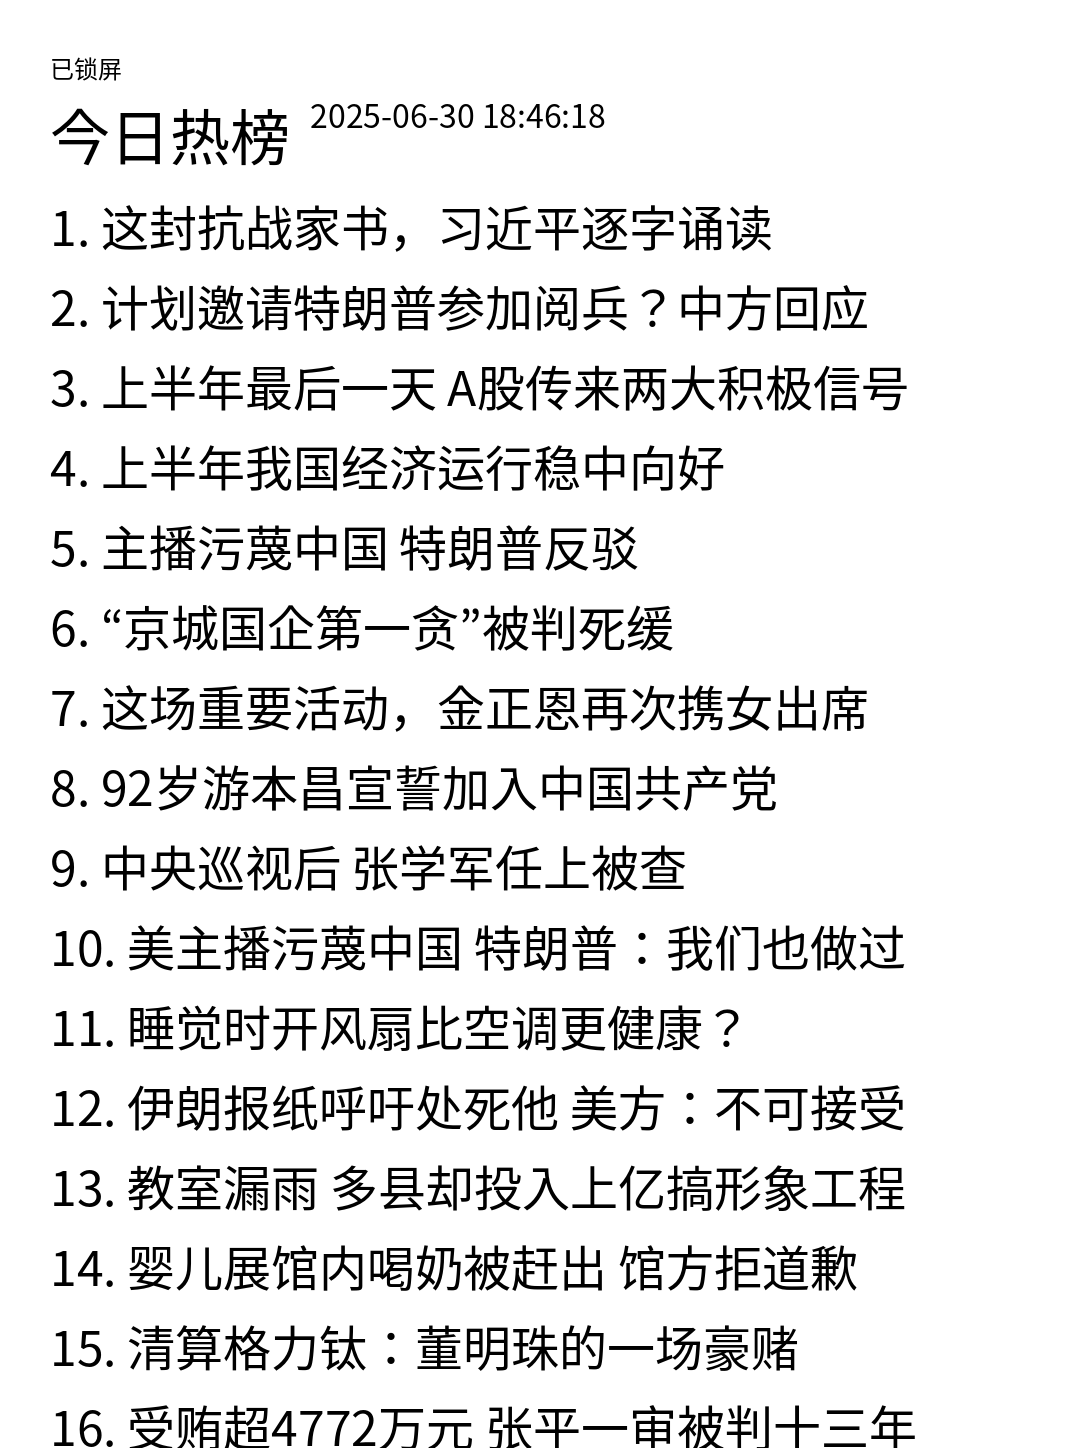 已锁屏
今日热榜 2025-06-30 18:46:18
1. 这封抗战家书，习近平逐字诵读
2. 计划邀请特朗普参加阅兵？中方回应
3. 上半年最后一天 A股传来两大积极信号
4. 上半年我国经济运行稳中向好
5. 主播污蔑中国 特朗普反驳
6. “京城国企第一贪”被判死缓
7. 这场重要活动，金正恩再次携女出席
8. 92岁游本昌宣誓加入中国共产党
9. 中央巡视后 张学军任上被查
10. 美主播污蔑中国 特朗普：我们也做过
11. 睡觉时开风扇比空调更健康？
12. 伊朗报纸呼吁处死他 美方：不可接受
13. 教室漏雨 多县却投入上亿搞形象工程
14. 婴儿展馆内喝奶被赶出 馆方拒道歉
15. 清算格力钛：董明珠的一场豪赌
16. 受贿超4772万元 张平一审被判十三年